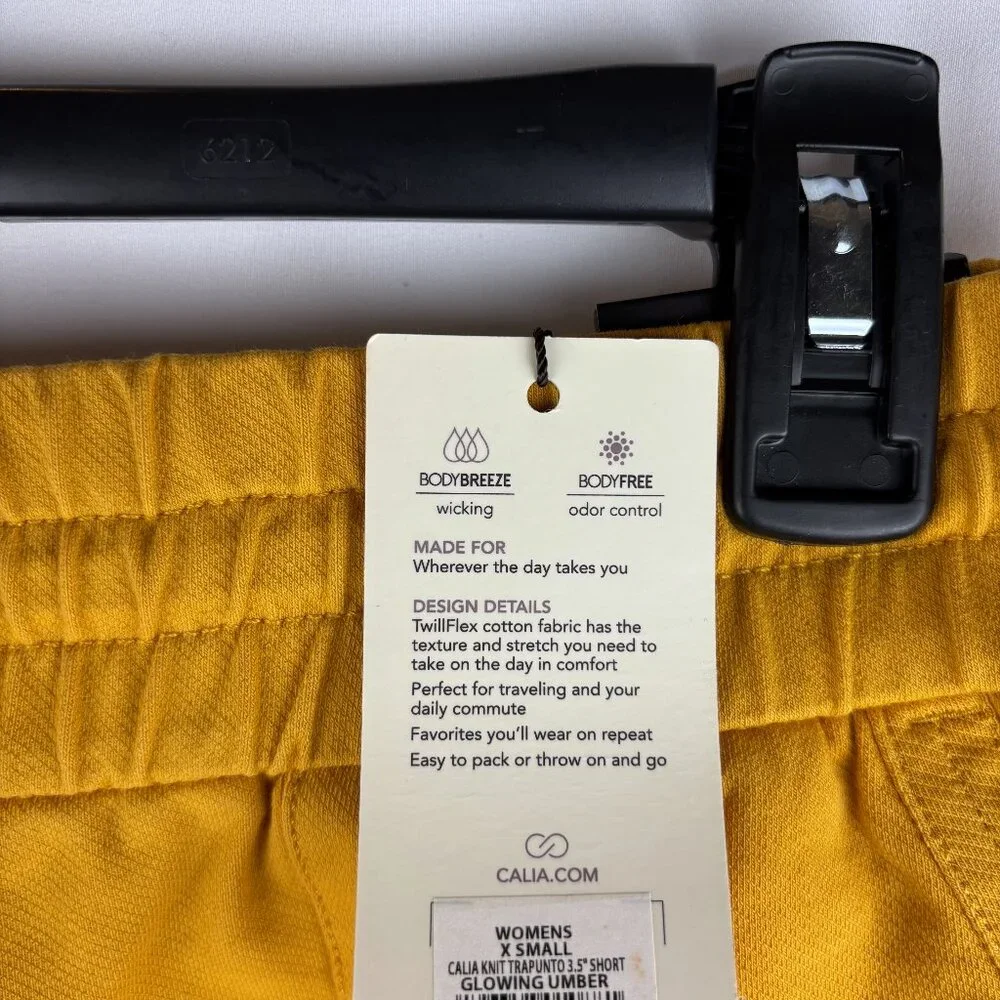 6212
BODYBREEZE
wicking
BODYFREE
odor control
MADE FOR
Wherever the day takes you
DESIGN DETAILS
TwillFlex cotton fabric has the
texture and stretch you need to
take on the day in comfort
Perfect for traveling and your
daily commute
Favorites you'll wear on repeat
Easy to pack or throw on and go
CALIA.COM
WOMENS
X SMALL
CALIA KNIT TRAPUNTO 3.5" SHORT
GLOWING UMBER